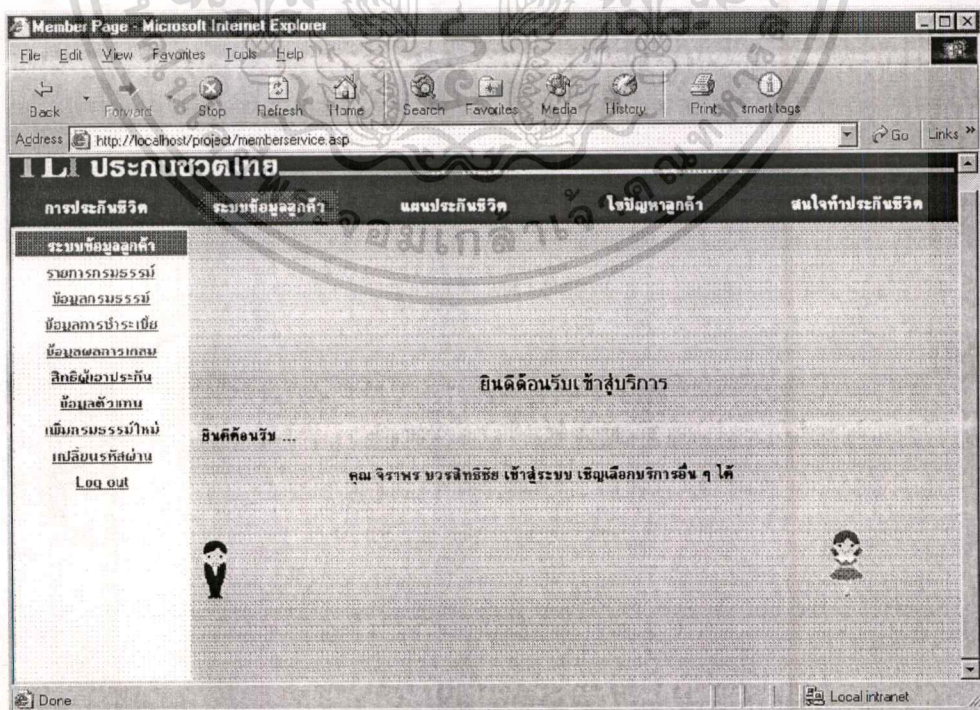 Member Page - Microsoft Internet Explorer
File Edit View Favorites Tools Help
Back Forward Stop Refresh Home Search Favorites Media History Print smart tags
Address http://localhost/project/memberservice.asp Go Links »
TLI ประกันชีวิตไทย
การประกันชีวิต ระบบข้อมูลลูกค้า แผนประกันชีวิต ไขปัญหาลูกค้า สนใจทำประกันชีวิต
จอมเกล้าเจ้าคุณทหาร
ระบบข้อมูลลูกค้า
รายการกรมธรรม์
ข้อมูลกรมธรรม์
ข้อมูลการชำระเบี้ย
สิทธิผู้เอาประกัน
ข้อมูลตัวแทน
เพิ่มกรมธรรม์ใหม่
เปลี่ยนรหัสผ่าน
Log out
ยินดีต้อนรับเข้าสู่บริการ
ยินดีต้อนรับ ...
คุณ จิราพร บวรสิทธิชัย เข้าสู่ระบบ เชิญเลือกบริการอื่น ๆ ได้
Done Local intranet